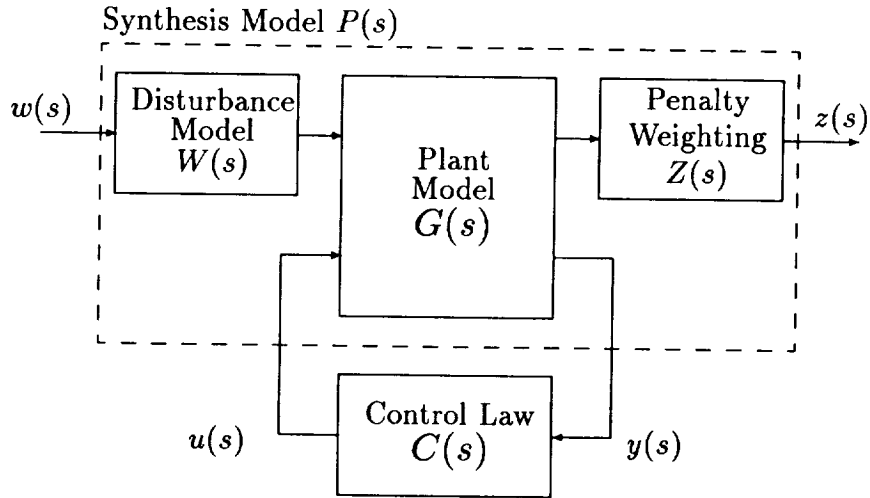 Synthesis Model P(s)
w(s)
Disturbance
Model
W(s)
Plant
Model
G(s)
Penalty
Weighting
Z(s)
z(s)
u(s)
Control Law
C(s)
y(s)